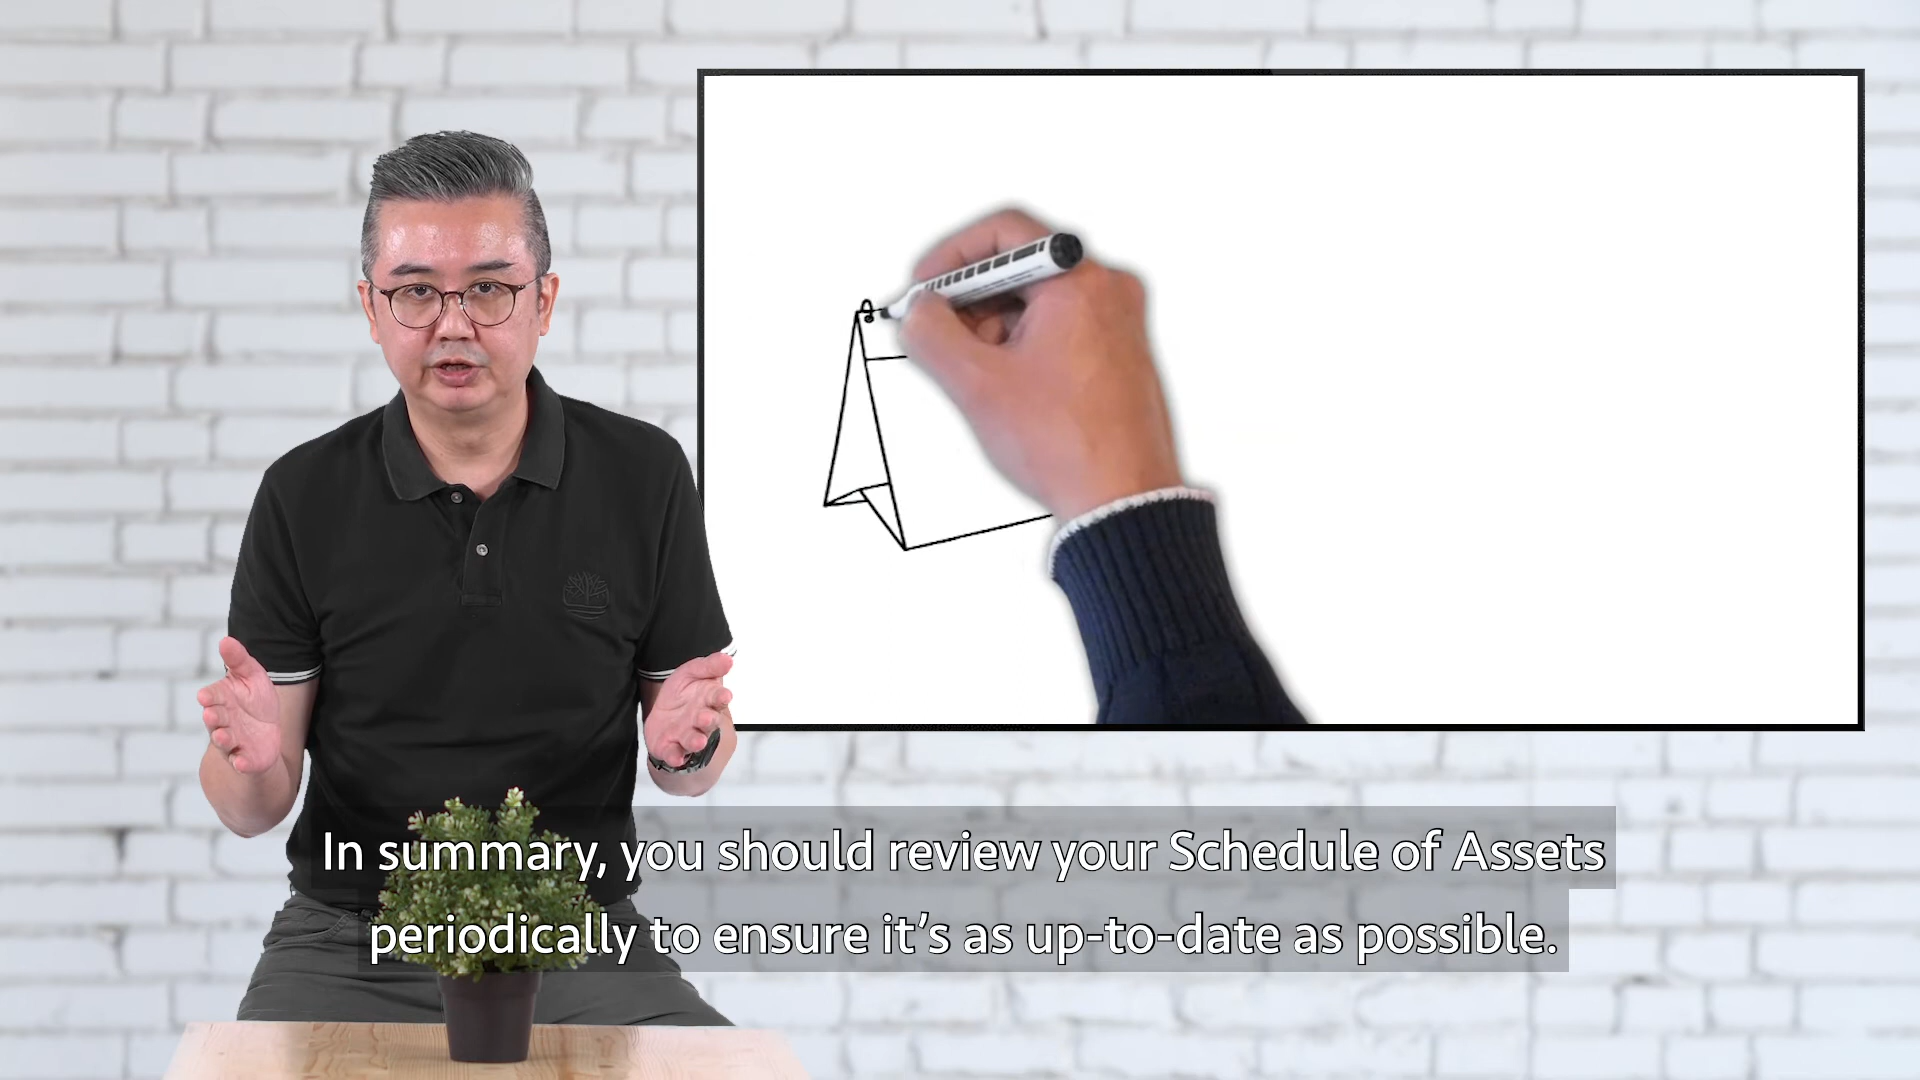 In summary, you should review your Schedule of Assets
periodically to ensure it’s as up-to-date as possible.